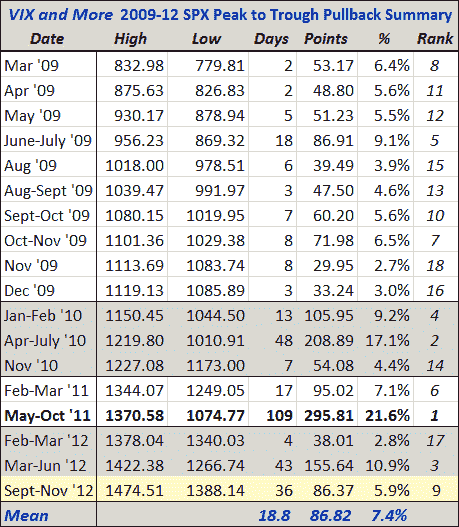 VIX and More 2009-12 SPX Peak to Trough Pullback Summary
Date High Low Days Points % Rank
Mar '09 832.98 779.81 2 53.17 6.4% 8
Apr '09 875.63 826.83 2 48.80 5.6% 11
May '09 930.17 878.94 5 51.23 5.5% 12
June-July '09 956.23 869.32 18 86.91 9.1% 5
Aug '09 1018.00 978.51 6 39.49 3.9% 15
Aug-Sept '09 1039.47 991.97 3 47.50 4.6% 13
Sept-Oct '09 1080.15 1019.95 7 60.20 5.6% 10
Oct-Nov '09 1101.36 1029.38 8 71.98 6.5% 7
Nov '09 1113.69 1083.74 8 29.95 2.7% 18
Dec '09 1119.13 1085.89 3 33.24 3.0% 16
Jan-Feb '10 1150.45 1044.50 13 105.95 9.2% 4
Apr-July '10 1219.80 1010.91 48 208.89 17.1% 2
Nov '10 1227.08 1173.00 7 54.08 4.4% 14
Feb-Mar '11 1344.07 1249.05 17 95.02 7.1% 6
May-Oct '11 1370.58 1074.77 109 295.81 21.6% 1
Feb-Mar '12 1378.04 1340.03 4 38.01 2.8% 17
Mar-Jun '12 1422.38 1266.74 43 155.64 10.9% 3
Sept-Nov '12 1474.51 1388.14 36 86.37 5.9% 9
Mean 18.8 86.82 7.4%